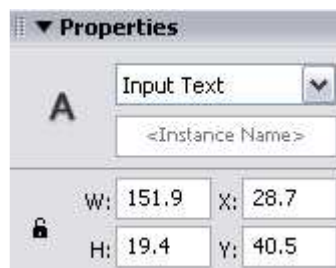 Properties
A
Input Text
<Instance Name>
W: 151.9 X: 28.7
H: 19.4 Y: 40.5